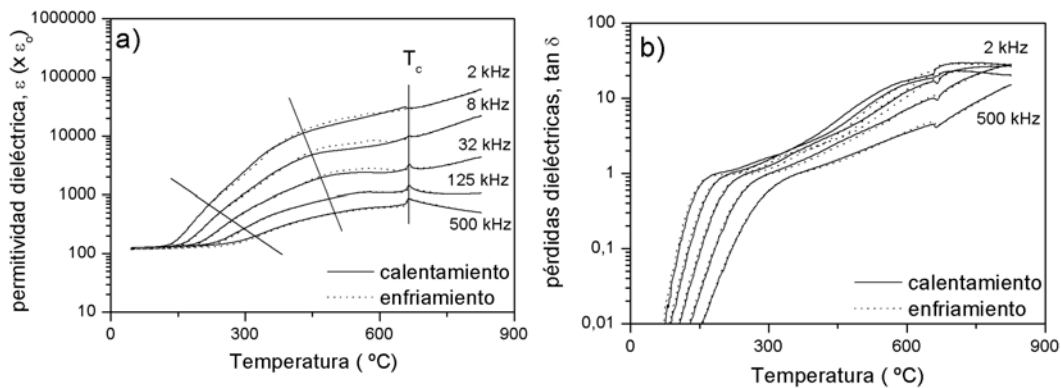 a)
permitividad dieléctrica, ε (x ε₀)
1000000
100000
10000
1000
100
10
0
300
600
900
Temperatura ( ºC)
T_c
2 kHz
8 kHz
32 kHz
125 kHz
500 kHz
calentamiento
enfriamiento
b)
pérdidas dieléctricas, tan δ
100
10
1
0,1
0,01
0
300
600
900
Temperatura ( ºC)
2 kHz
500 kHz
calentamiento
enfriamiento